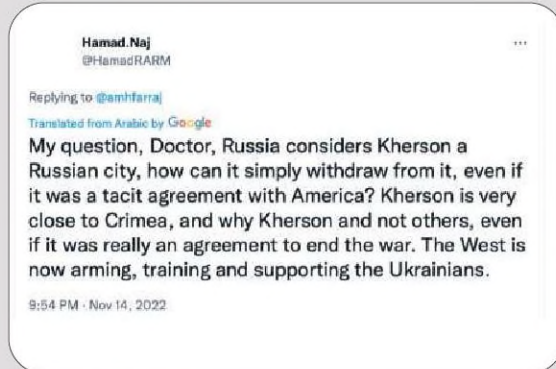 Hamad.Naj
@HamadRARM
Replying to @amhfarraj
Translated from Arabic by Google
My question, Doctor, Russia considers Kherson a
Russian city, how can it simply withdraw from it, even if
it was a tacit agreement with America? Kherson is very
close to Crimea, and why Kherson and not others, even
if it was really an agreement to end the war. The West is
now arming, training and supporting the Ukrainians.
9:54 PM · Nov 14, 2022